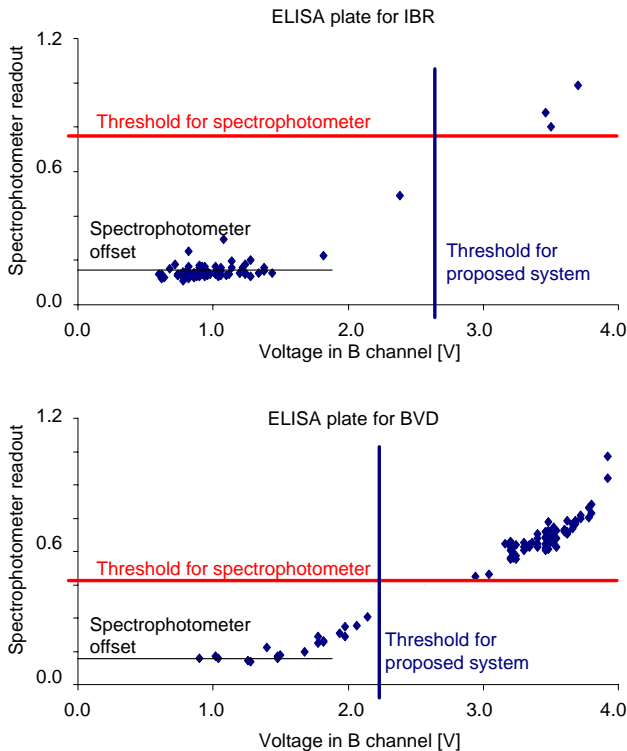 ELISA plate for IBR
1.2
0.6
0.0
Spectrophotometer readout
Threshold for spectrophotometer
Spectrophotometer
offset
Threshold for
proposed system
0.0 1.0 2.0 3.0 4.0
Voltage in B channel [V]
ELISA plate for BVD
1.2
0.6
0.0
Spectrophotometer readout
Threshold for spectrophotometer
Spectrophotometer
offset
Threshold for
proposed system
0.0 1.0 2.0 3.0 4.0
Voltage in B channel [V]